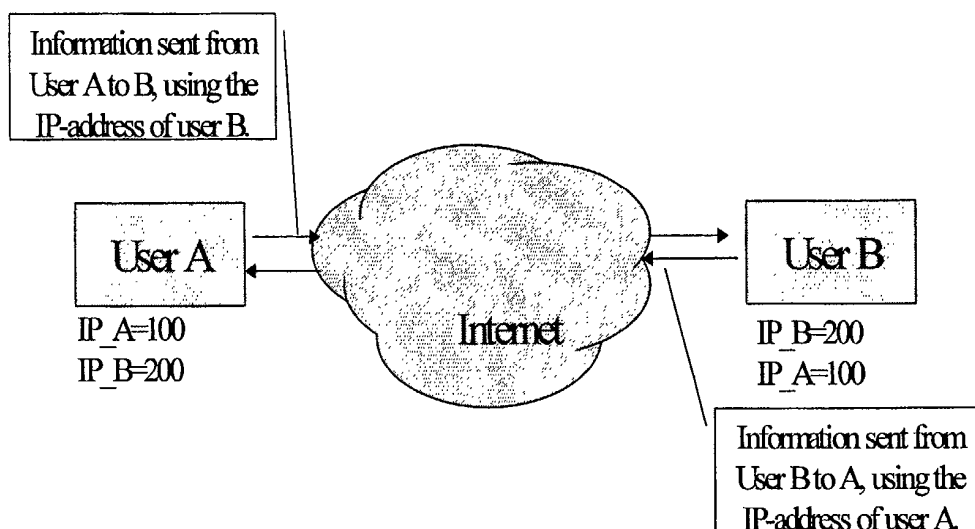 Information sent from
User A to B, using the
IP-address of user B.
User A
User B
Internet
IP_A=100
IP_B=200
IP_B=200
IP_A=100
Information sent from
User B to A, using the
IP-address of user A.